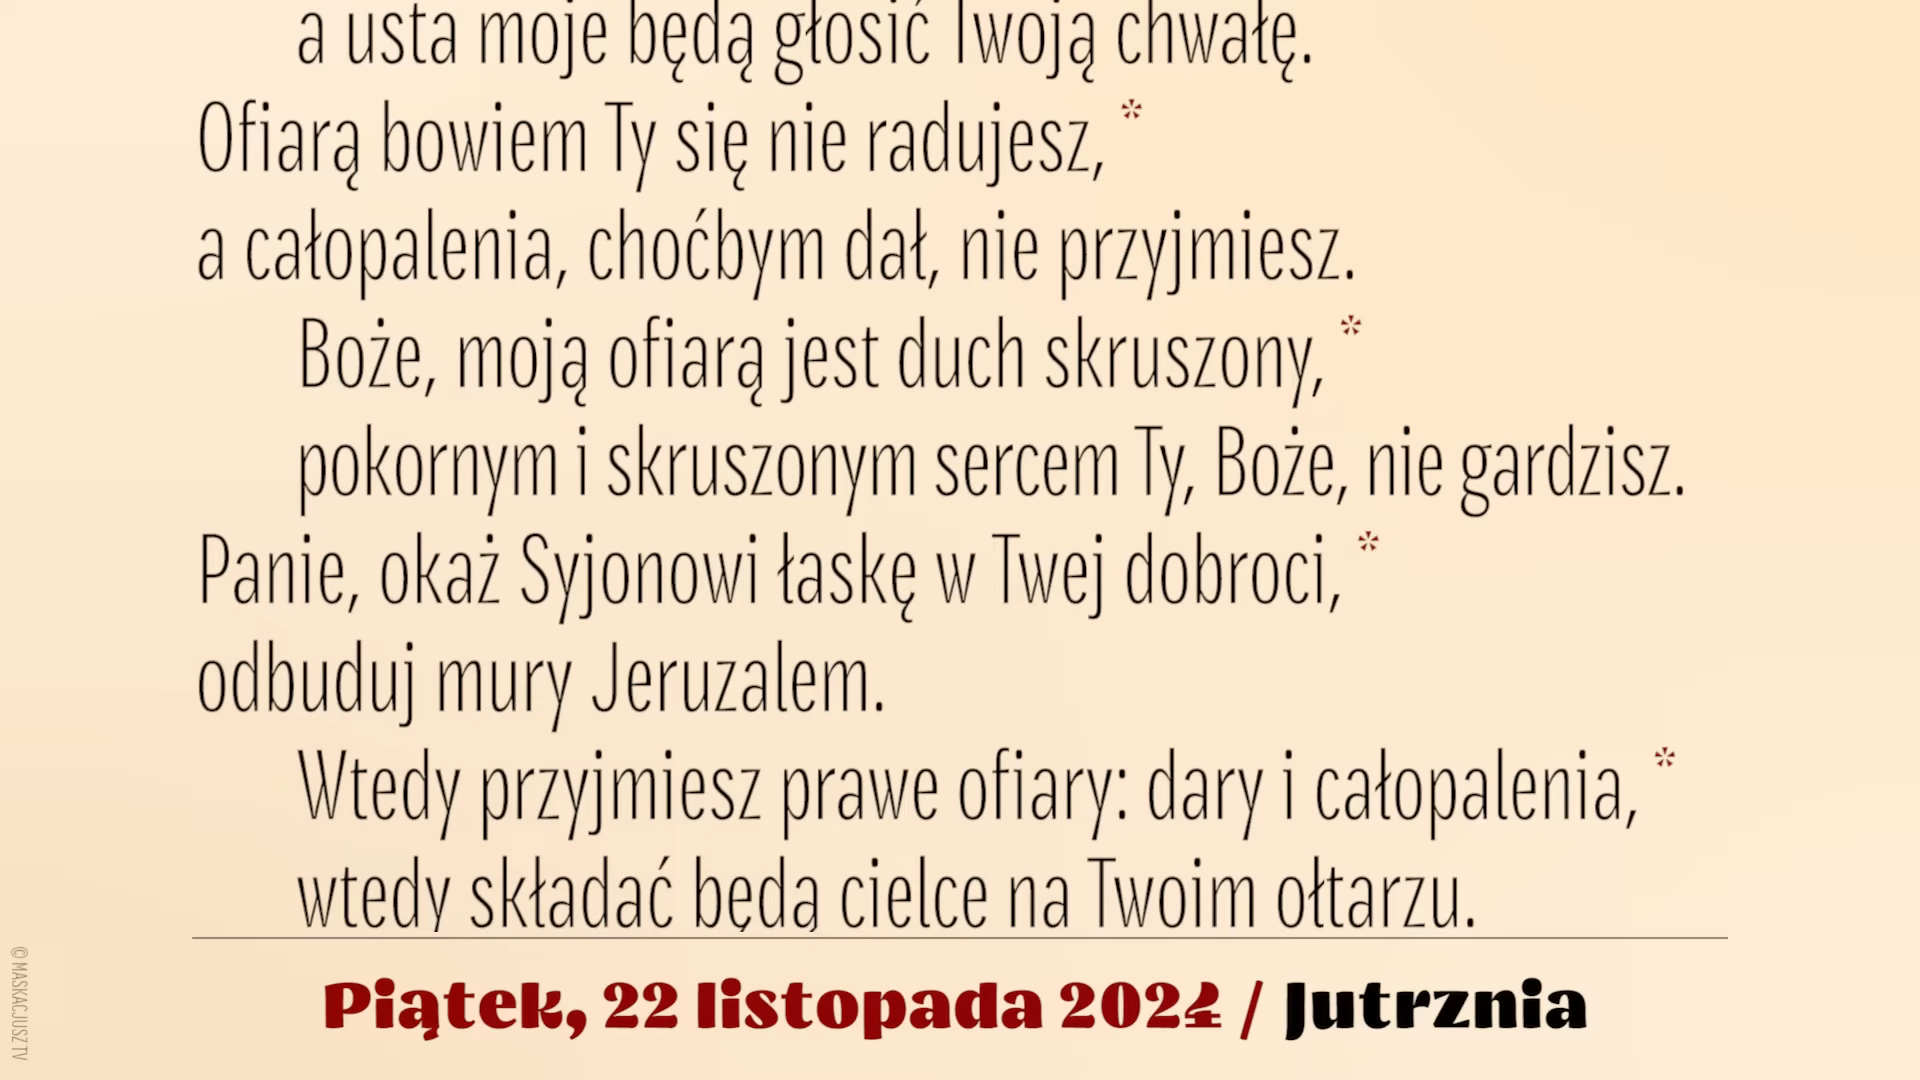 a usta moje będą głosić Twoją chwałę.
Ofiarą bowiem Ty się nie radujesz, *
a całopalenia, choćbym dał, nie przyjmiesz.
Boże, moją ofiarą jest duch skruszony, *
pokornym i skruszonym sercem Ty, Boże, nie gardzisz.
Panie, okaż Syjonowi łaskę w Twej dobroci, *
odbuduj mury Jeruzalem.
Wtedy przyjmiesz prawe ofiary: dary i całopalenia, *
wtedy składać będą cielce na Twoim ołtarzu.
Piątek, 22 listopada 2024 / Jutrznia
© MASKACJUSZ TV